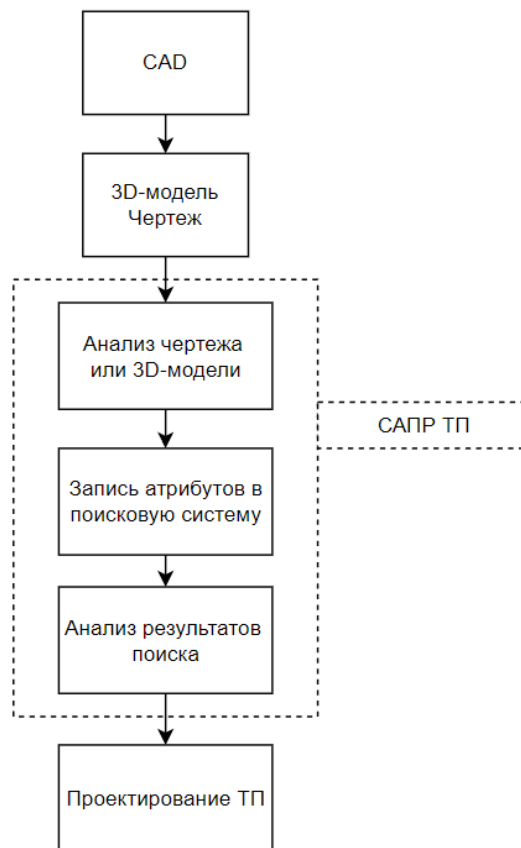 CAD
3D-модель
Чертеж
Анализ чертежа
или 3D-модели
САПР ТП
Запись атрибутов в
поисковую систему
Анализ результатов
поиска
Проектирование ТП